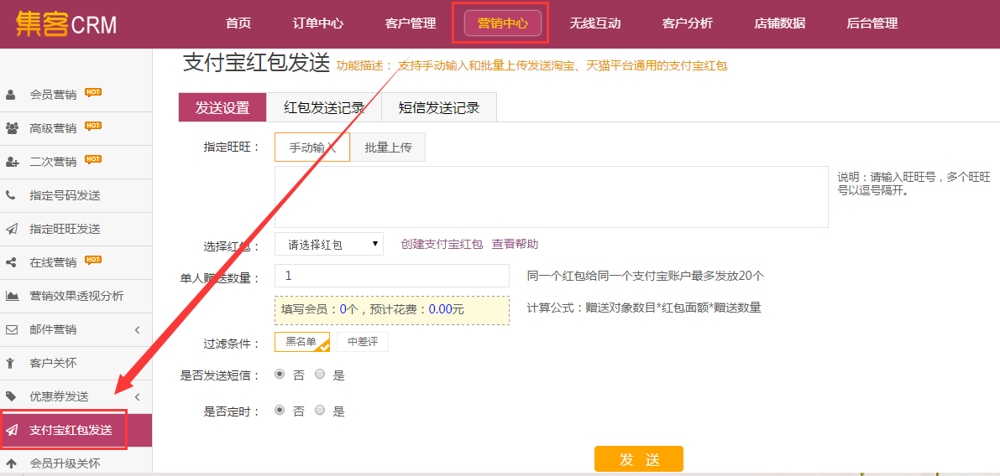 集客CRM
首页 订单中心 客户管理 营销中心 无线互动 客户分析 店铺数据 后台管理
会员营销 HOT
高级营销 HOT
二次营销 HOT
指定号码发送
指定旺旺发送
在线营销 HOT
营销效果透视分析
邮件营销
客户关怀
优惠券发送
支付宝红包发送
会员升级关怀
支付宝红包发送 功能描述： 支持手动输入和批量上传发送淘宝、天猫平台通用的支付宝红包
发送设置 红包发送记录 短信发送记录
指定旺旺： 手动输入 批量上传
说明：请输入旺旺号，多个旺旺
号以逗号隔开。
选择红包： 请选择红包 创建支付宝红包 查看帮助
单人赠送数量： 1 同一个红包给同一个支付宝账户最多发放20个
填写会员：0个，预计花费：0.00元 计算公式：赠送对象数目*红包面额*赠送数量
过滤条件： 黑名单 中差评
是否发送短信： 否 是
是否定时： 否 是
发 送